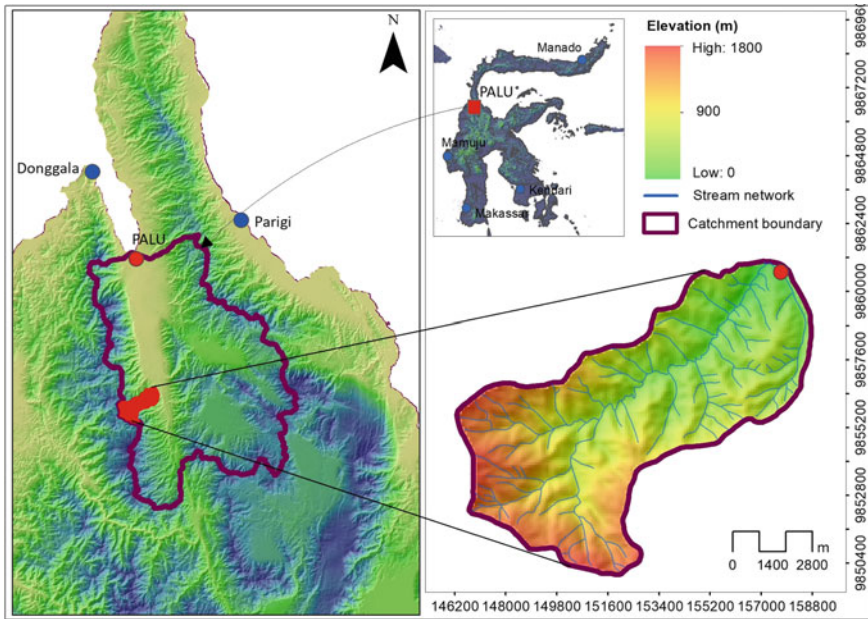 N
Donggala
PALU
Parigi
Manado
PALU*
Mamuju
Kendari
Makassar
Elevation (m)
High: 1800
900
Low: 0
Stream network
Catchment boundary
m
0 1400 2800
9869600
9867200
9864800
9862400
9860000
9857600
9855200
9852800
9850400
146200 148000 149800 151600 153400 155200 157000 158800